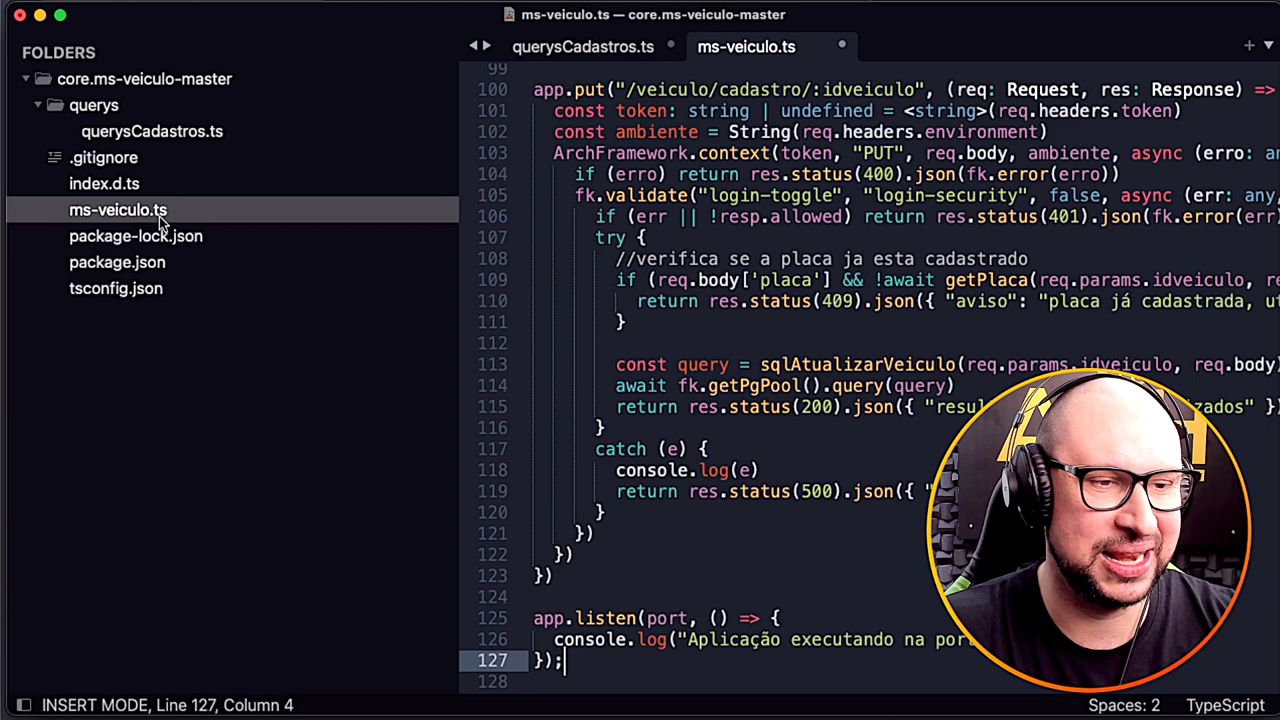 ms-veiculo.ts — core.ms-veiculo-master
FOLDERS
core.ms-veiculo-master
querys
querysCadastros.ts
.gitignore
index.d.ts
ms-veiculo.ts
package-lock.json
package.json
tsconfig.json
querysCadastros.ts
ms-veiculo.ts
99
100 app.put("/veiculo/cadastro/:idveiculo", (req: Request, res: Response) =>
101 const token: string | undefined = <string>(req.headers.token)
102 const ambiente = String(req.headers.environment)
103 ArchFramework.context(token, "PUT", req.body, ambiente, async (erro: an
104 if (erro) return res.status(400).json(fk.error(erro))
105 fk.validate("login-toggle", "login-security", false, async (err: any,
106 if (err || !resp.allowed) return res.status(401).json(fk.error(err
107 try {
108 //verifica se a placa ja esta cadastrado
109 if (req.body['placa'] && !await getPlaca(req.params.idveiculo, re
110 return res.status(409).json({ "aviso": "placa já cadastrada, ut
111 }
112
113 const query = sqlAtualizarVeiculo(req.params.idveiculo, req.body)
114 await fk.getPgPool().query(query)
115 return res.status(200).json({ "resul izados" })
116 }
117 catch (e) {
118 console.log(e)
119 return res.status(500).json({ "
120 }
121 })
122 })
123 })
124
125 app.listen(port, () => {
126 console.log("Aplicação executando na por
127 });
128
INSERT MODE, Line 127, Column 4
Spaces: 2
TypeScript